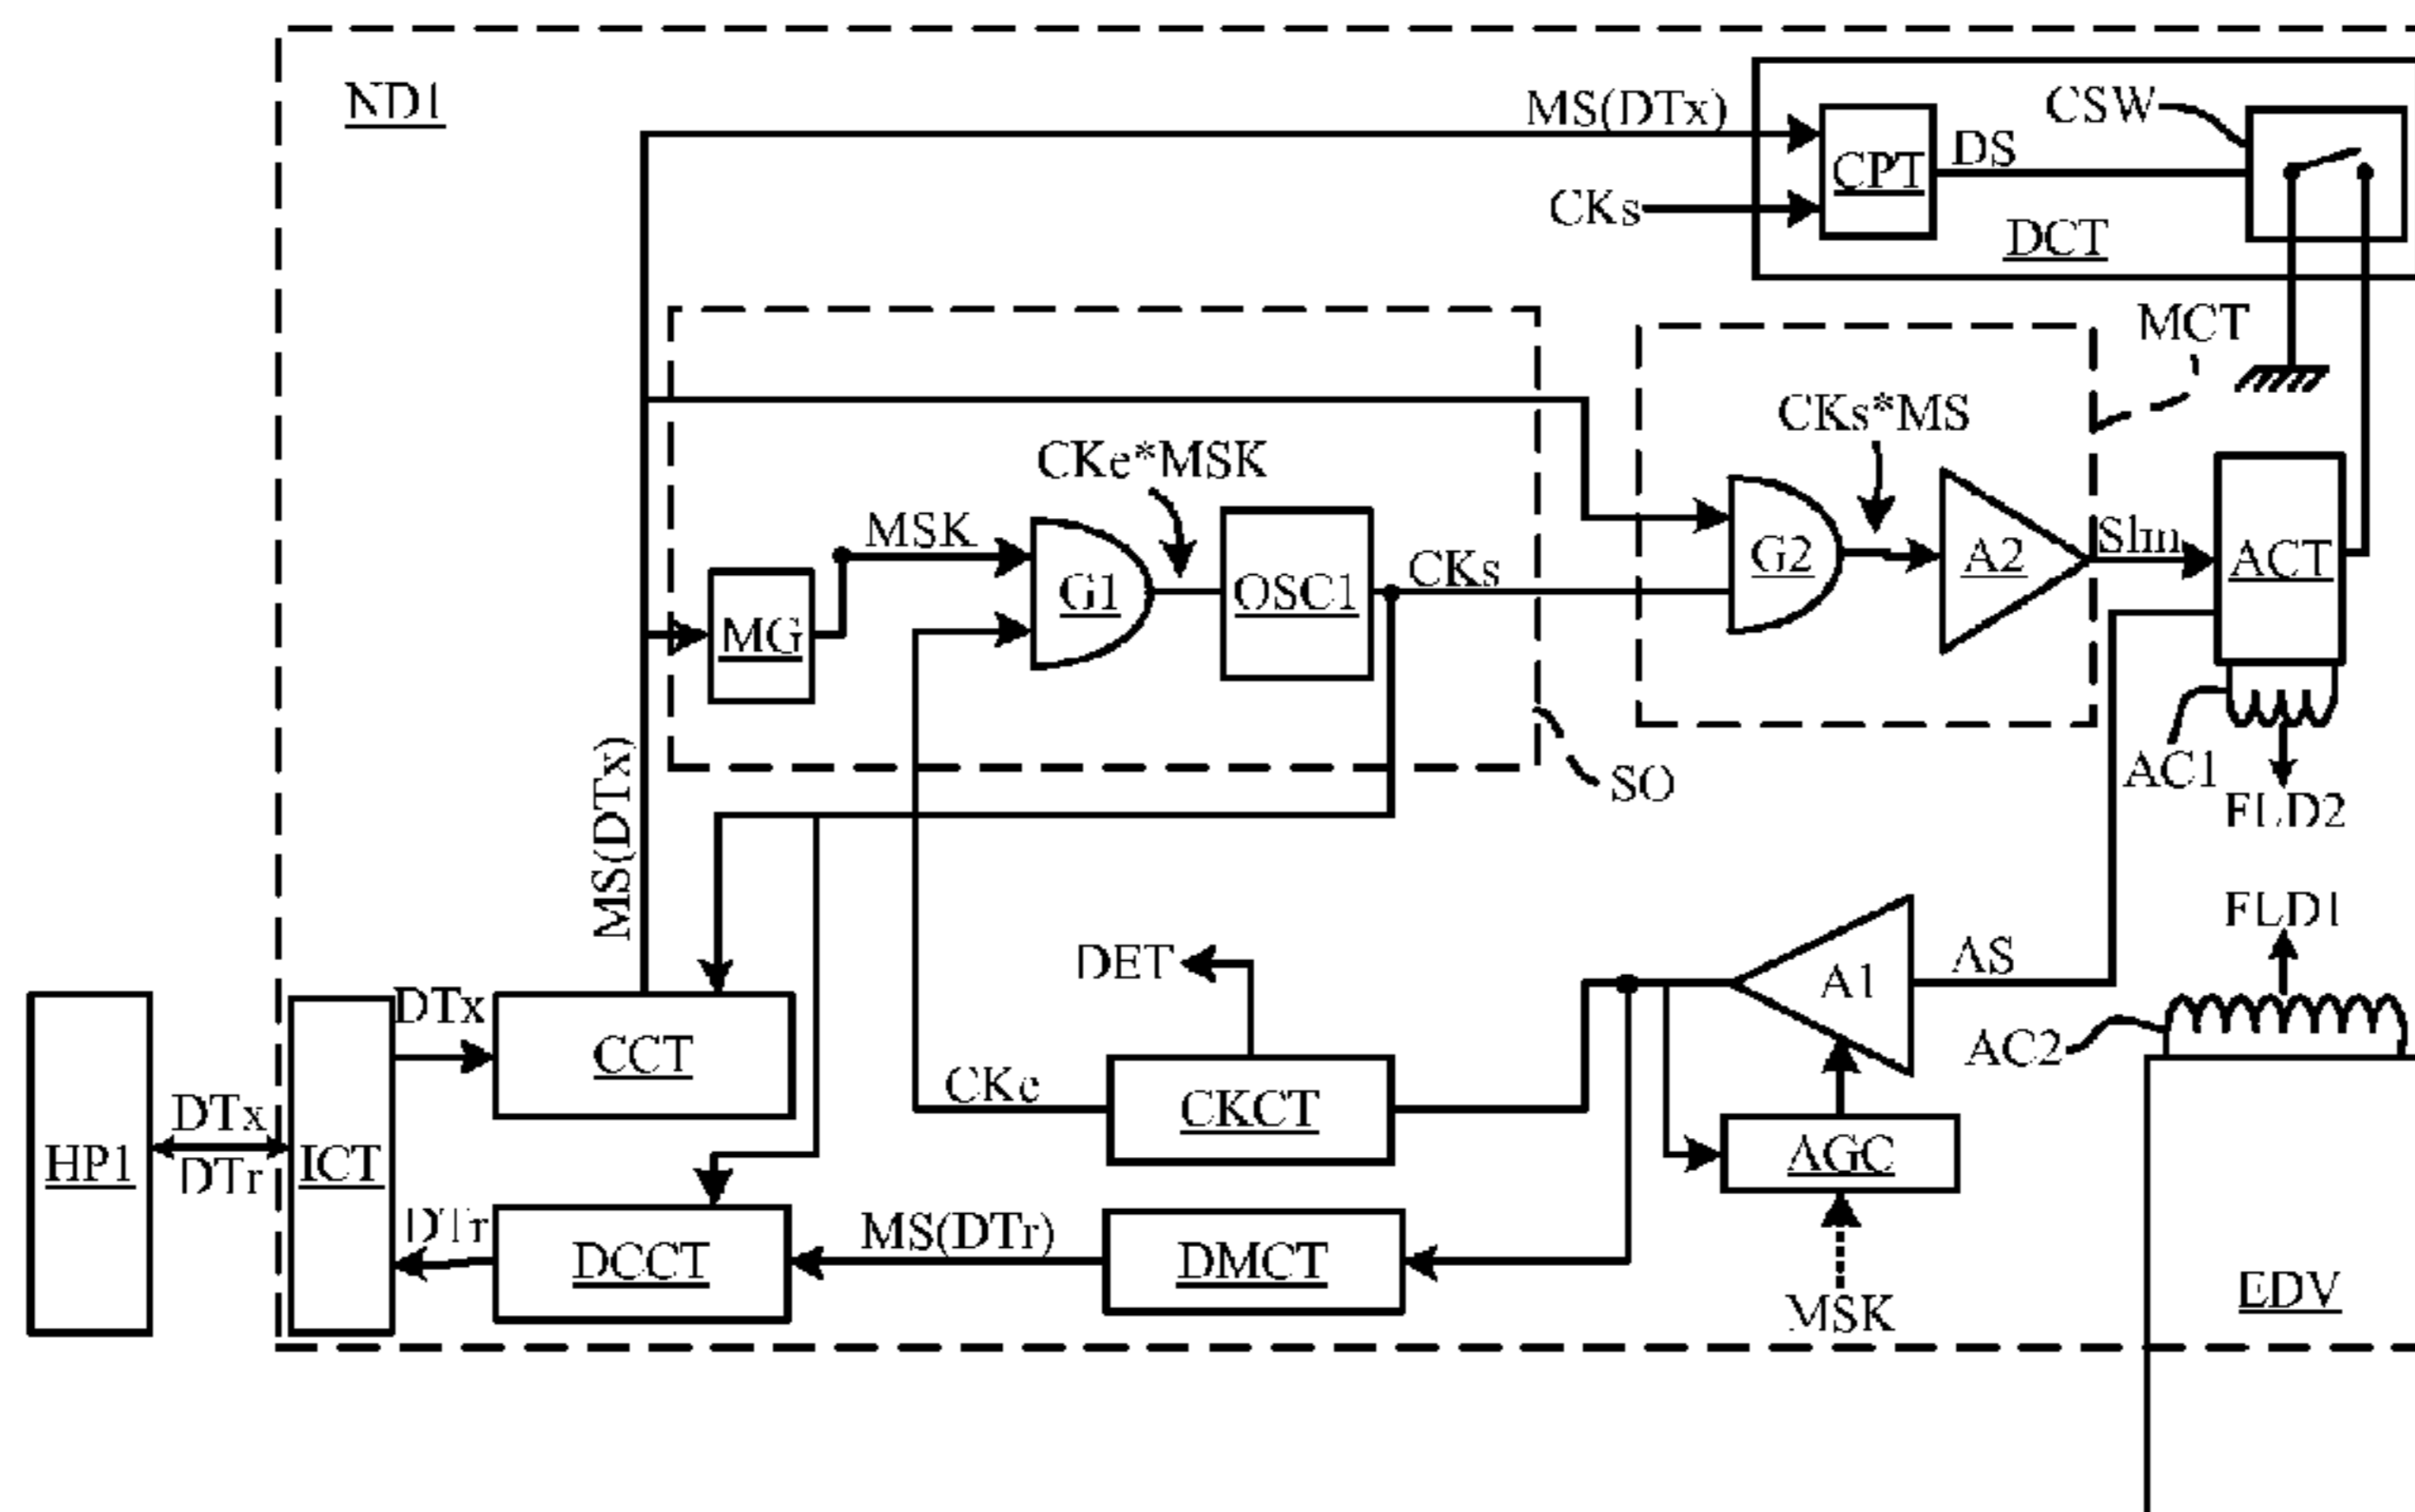 ND1
MS(DTx)
CKs
CPT
DS
CSW
DCT
MCT
CKe*MSK
CKs*MS
MSK
MG
G1
OSC1
CKs
G2
A2
SIm
ACT
AC1
FLD2
SO
MS(DTx)
FLD1
AC2
DET
A1
AS
HP1
DTx
DTr
ICT
DTx
CCT
CKe
CKCT
AGC
DTr
DCCT
MS(DTr)
DMCT
MSK
EDV